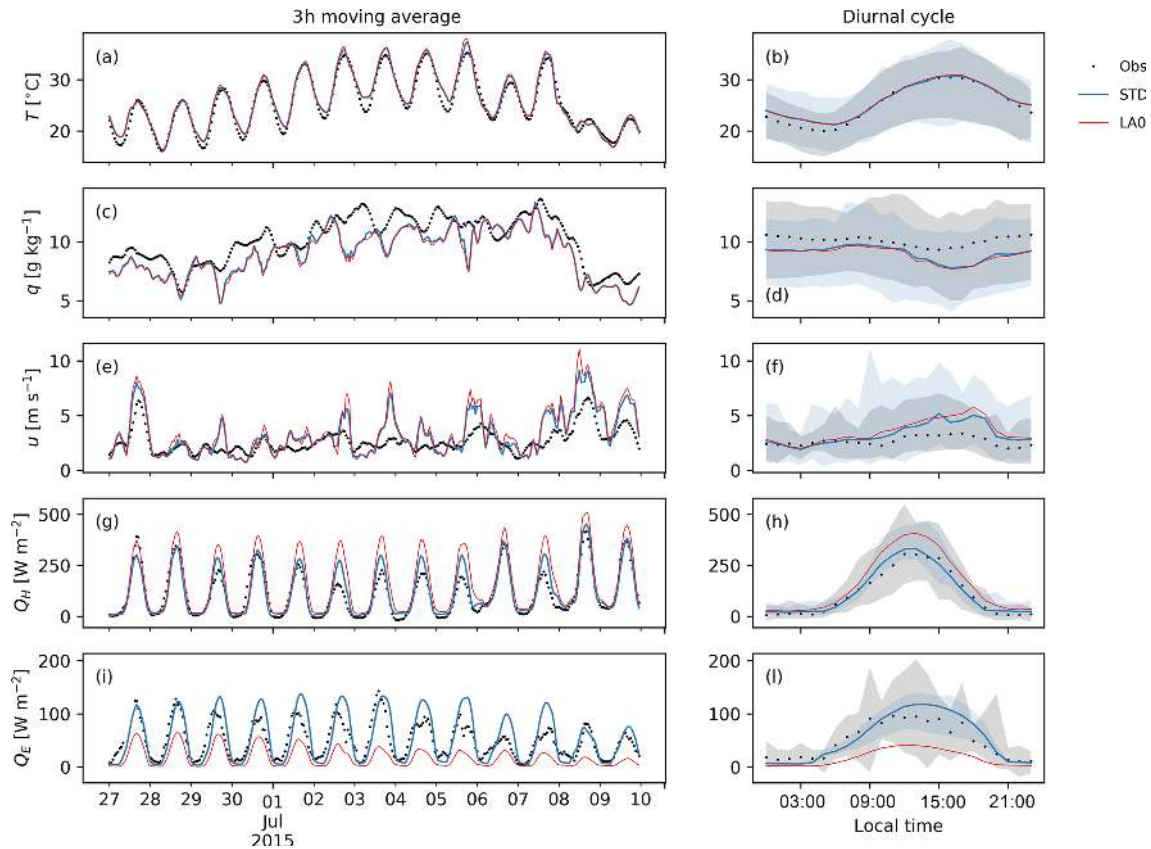 3h moving average
Diurnal cycle
(a)
T [°C]
30
20
(b)
30
20
Obs
STD
LA0
(c)
q [g kg⁻¹]
10
5
(d)
10
5
(e)
u [m s⁻¹]
10
5
0
(f)
10
5
0
(g)
Q_H [W m⁻²]
500
250
0
(h)
500
250
0
(i)
Q_E [W m⁻²]
200
100
0
(l)
200
100
0
27 28 29 30 01 02 03 04 05 06 07 08 09 10
Jul
2015
03:00 09:00 15:00 21:00
Local time